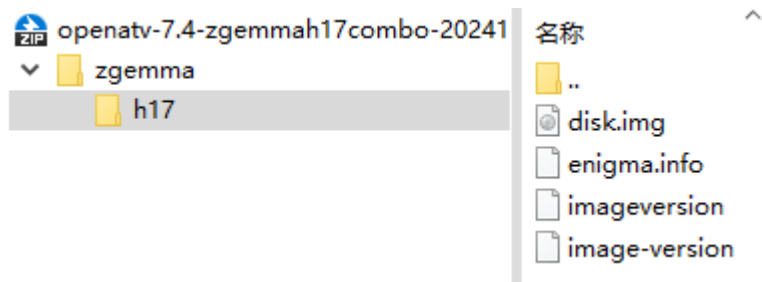 ZIP openatv-7.4-zgemmah17combo-20241
zgemma
h17
名称
..
disk.img
enigma.info
imageversion
image-version